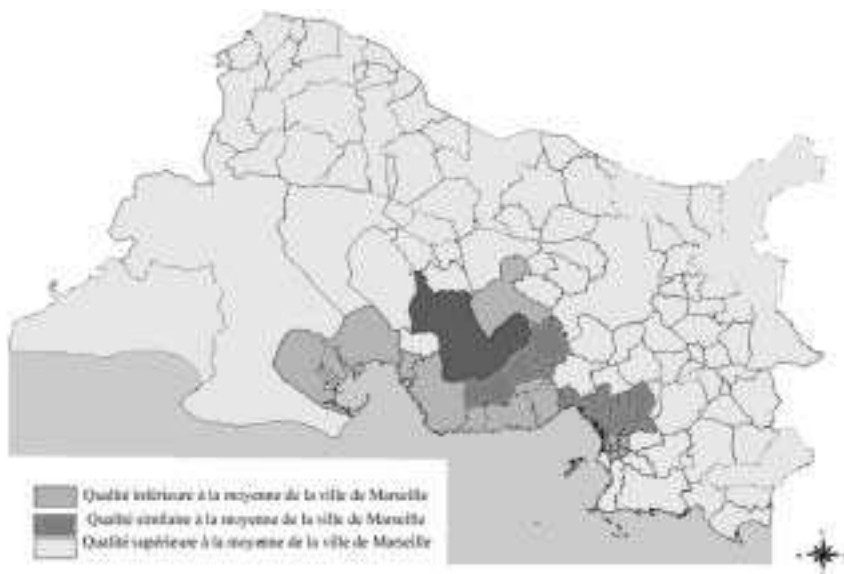 Qualité inférieure à la moyenne de la ville de Marseille
Qualité similaire à la moyenne de la ville de Marseille
Qualité supérieure à la moyenne de la ville de Marseille